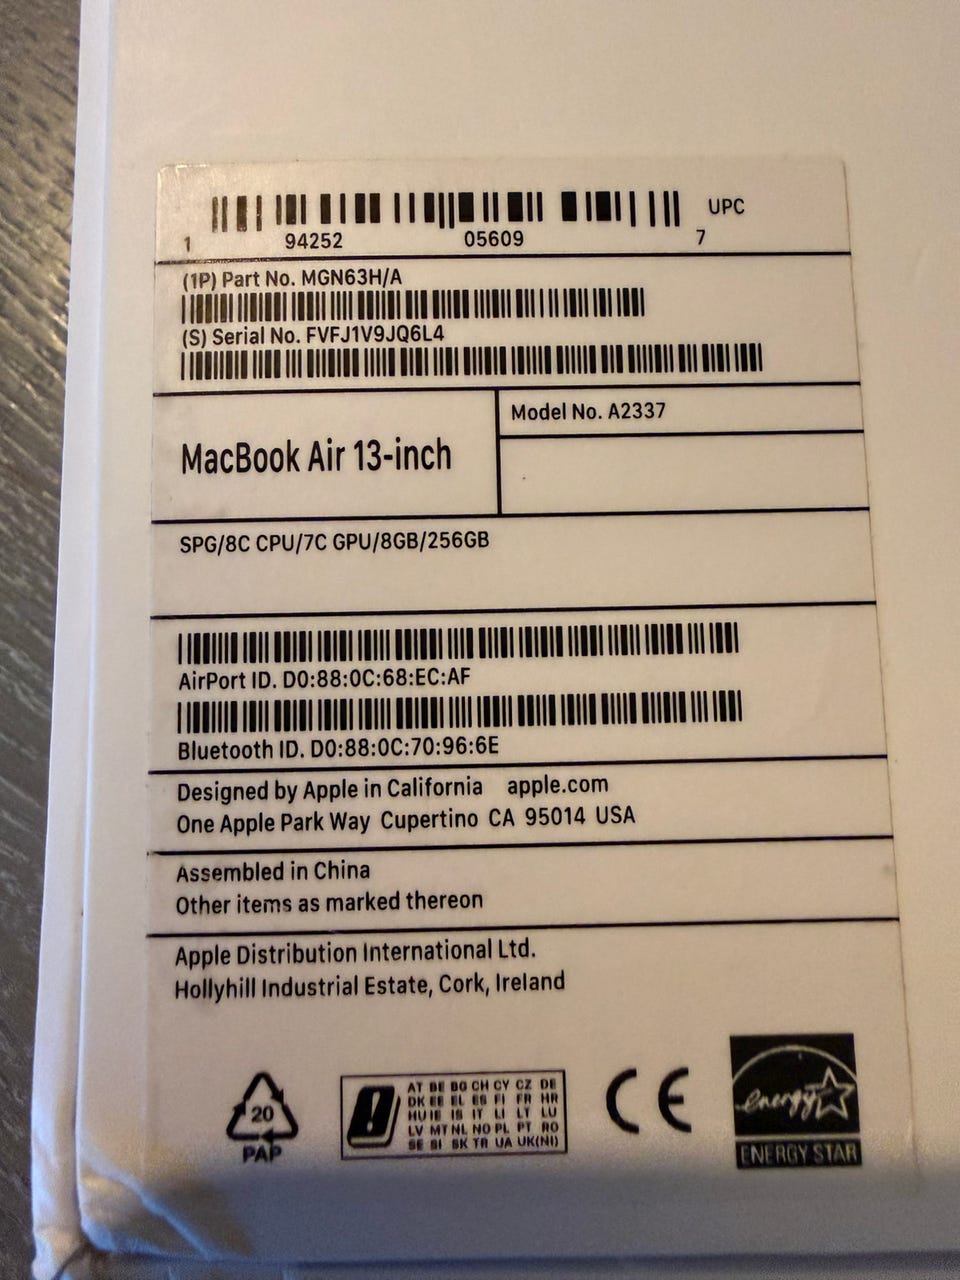 UPC
1 94252 05609 7
(1P) Part No. MGN63H/A
(S) Serial No. FVFJ1V9JQ6L4
MacBook Air 13-inch
Model No. A2337
SPG/8C CPU/7C GPU/8GB/256GB
AirPort ID. D0:88:0C:68:EC:AF
Bluetooth ID. D0:88:0C:70:96:6E
Designed by Apple in California apple.com
One Apple Park Way Cupertino CA 95014 USA
Assembled in China
Other items as marked thereon
Apple Distribution International Ltd.
Hollyhill Industrial Estate, Cork, Ireland
20
PAP
AT BE BG CH CY CZ DE
DK EE EL ES FI FR HR
HU IE IS IT LI LT LU
LV MT NL NO PL PT RO
SE SI SK TR UA UK(NI)
CE
energy
ENERGY STAR